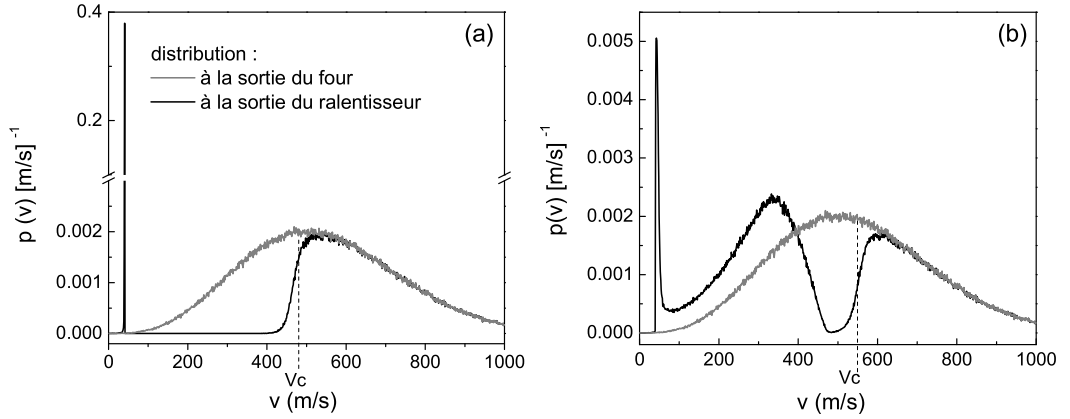 (a)
distribution :
à la sortie du four
à la sortie du ralentisseur
p (v) [m/s] -1
0.4
0.2
0.002
0.001
0.000
0 200 400 600 800 1000
Vc
v (m/s)
(b)
p(v) [m/s] -1
0.005
0.004
0.003
0.002
0.001
0.000
0 200 400 600 800 1000
Vc
v (m/s)